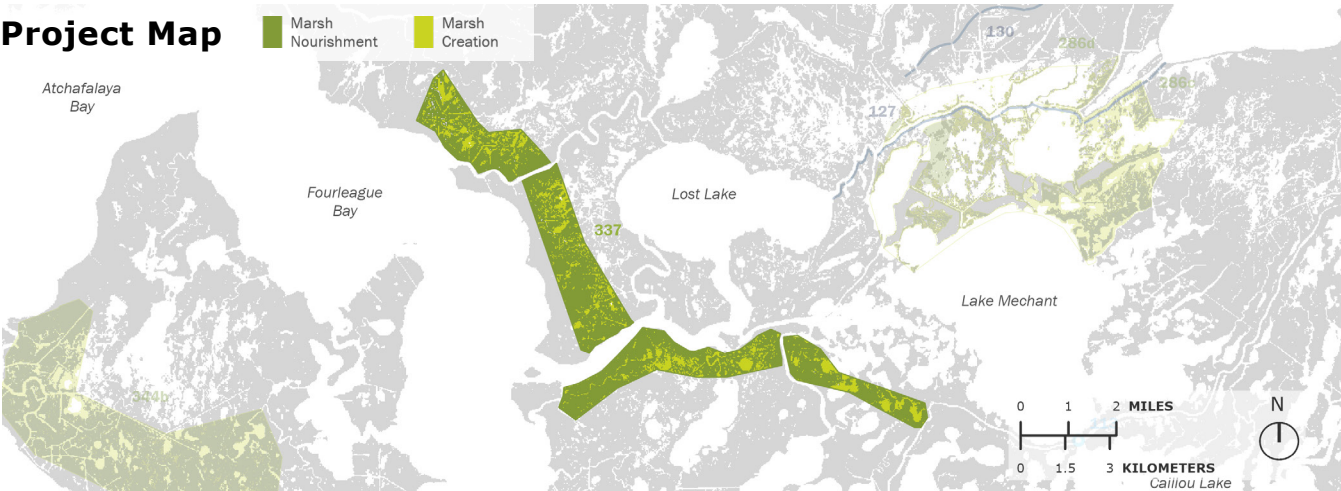 Project Map
Marsh
Nourishment
Marsh
Creation
Atchafalaya
Bay
Fourleague
Bay
Lost Lake
Lake Mechant
130
127
337
0 1 2 MILES
0 1.5 3 KILOMETERS
N
Caillou Lake